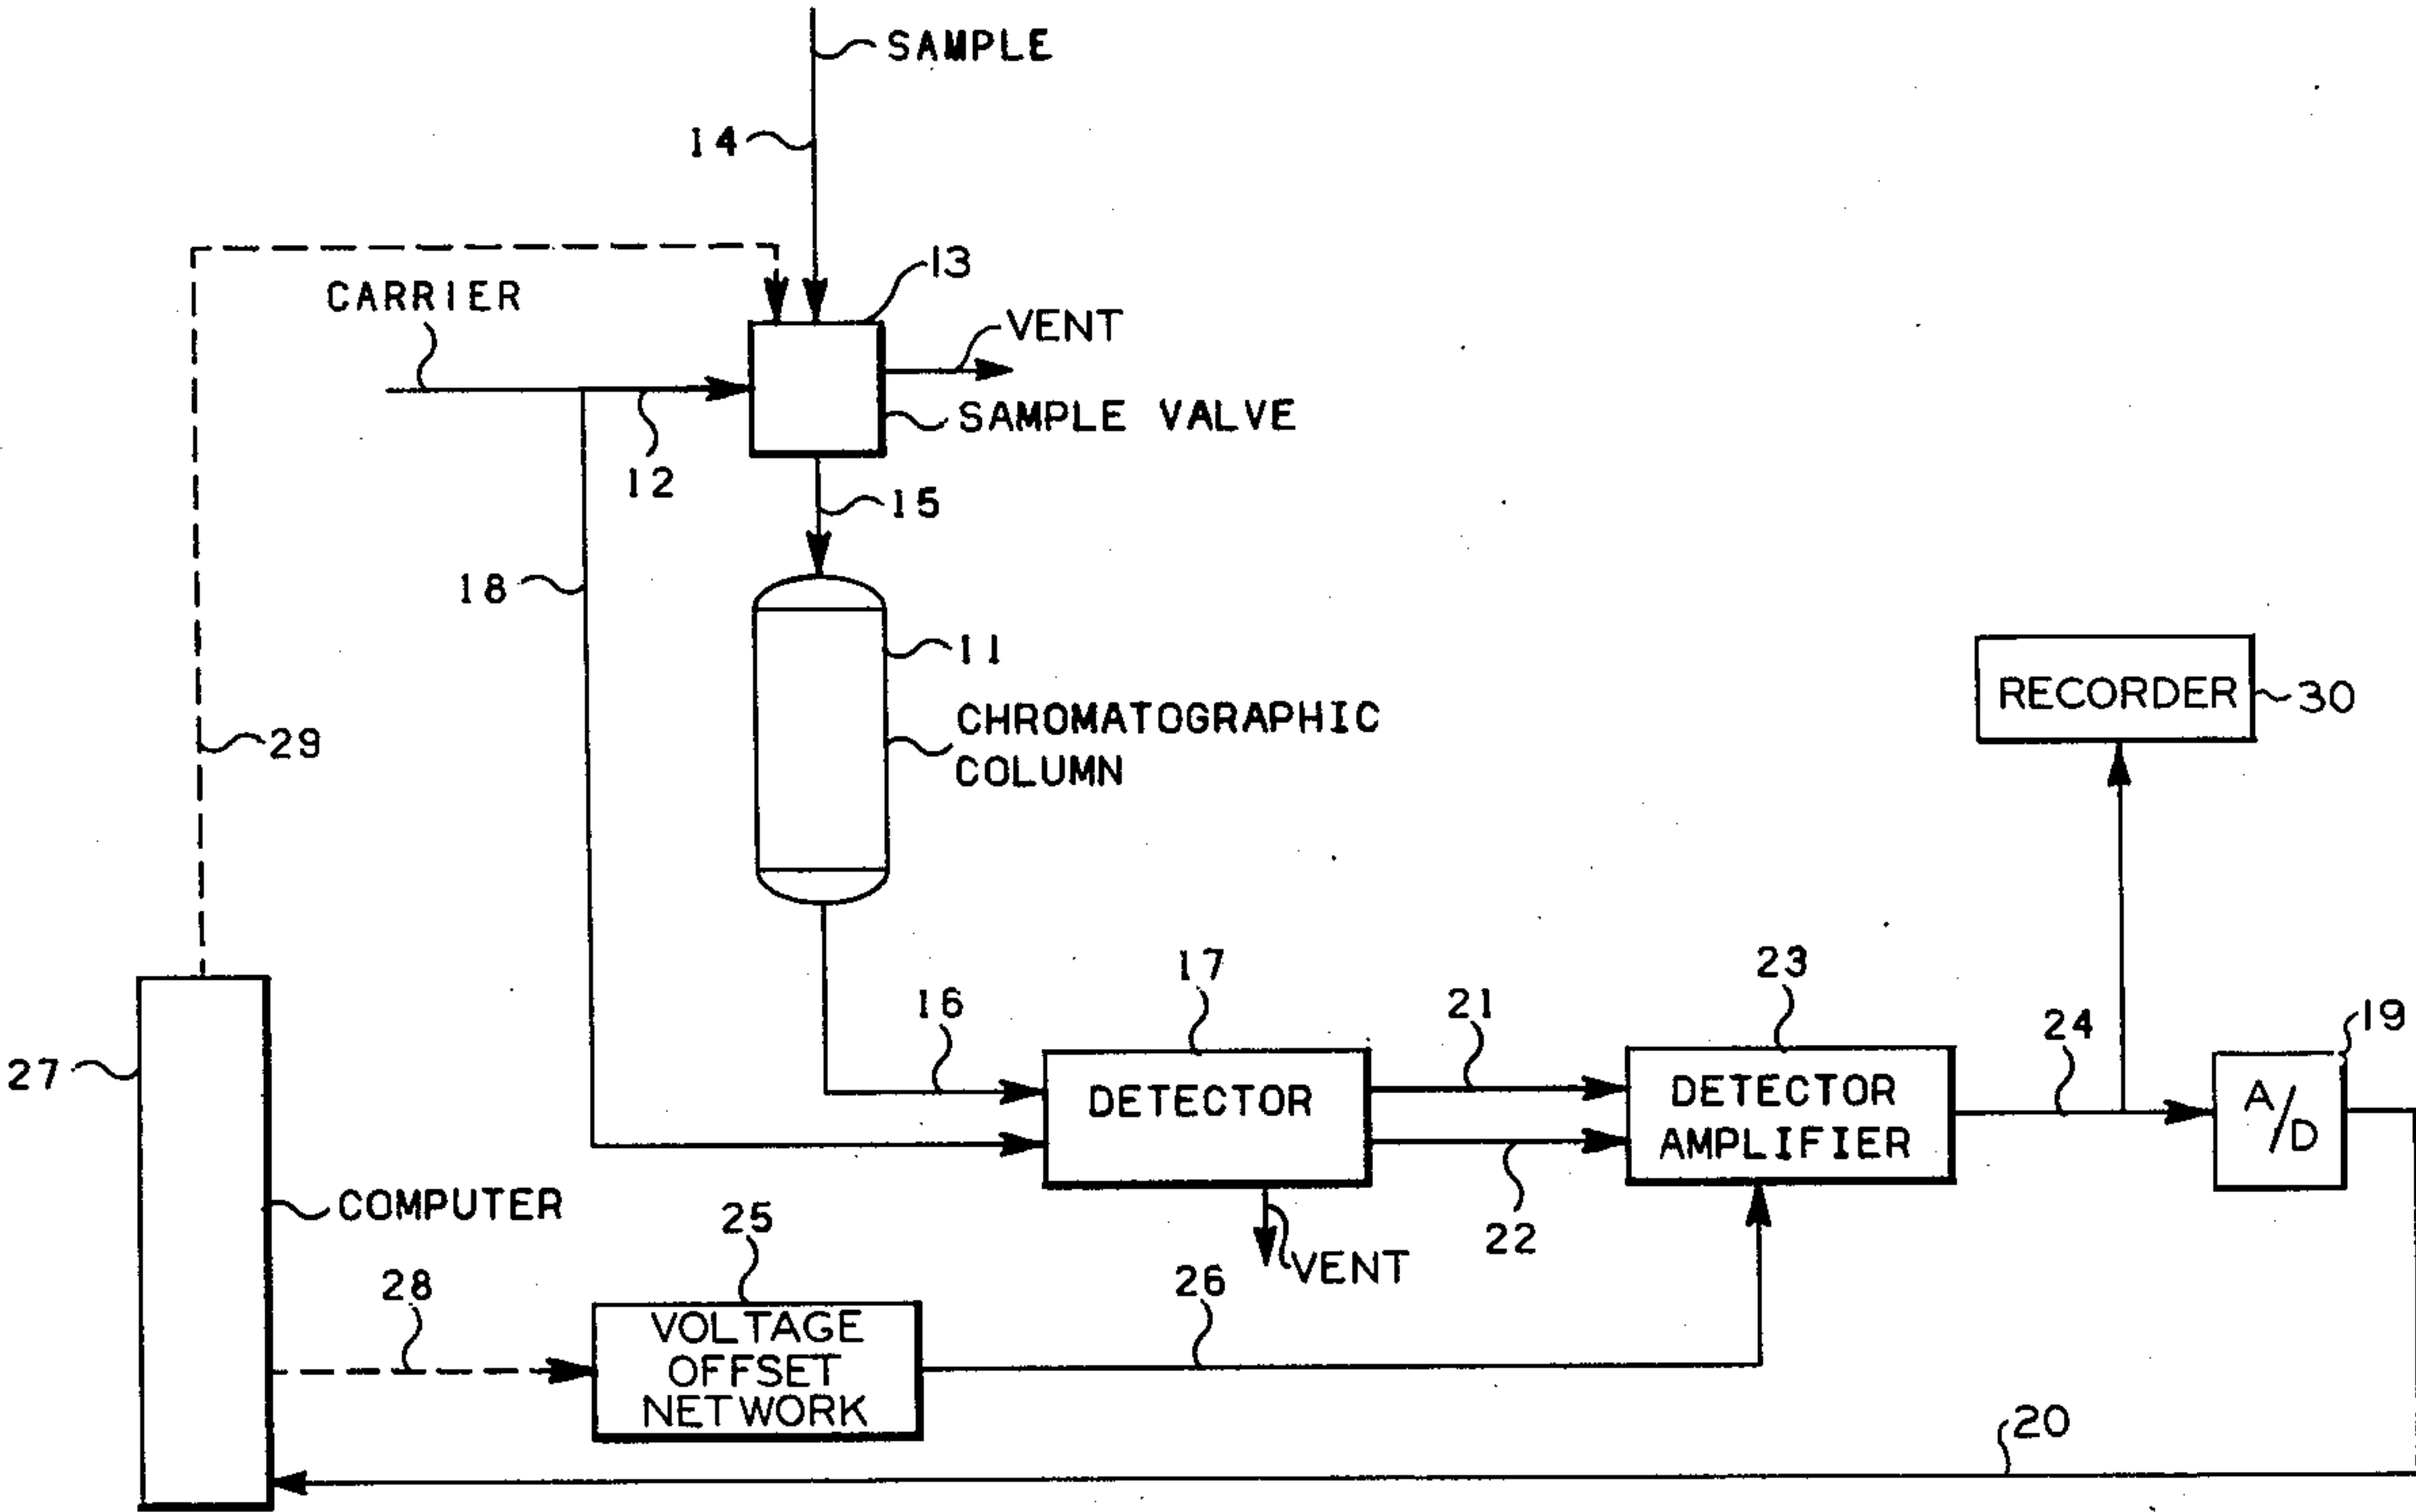 SAMPLE
14
13
CARRIER
VENT
SAMPLE VALVE
12
15
18
11
RECORDER
30
CHROMATOGRAPHIC
COLUMN
29
17
23
16
21
24
19
27
DETECTOR
DETECTOR
AMPLIFIER
A/D
COMPUTER
25
22
VENT
28
26
VOLTAGE
OFFSET
NETWORK
20